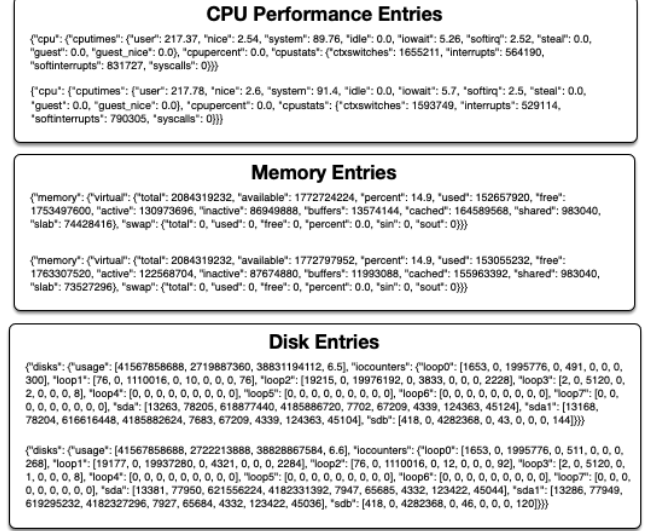 CPU Performance Entries
{"cpu": {"cputimes": {"user": 217.37, "nice": 2.54, "system": 89.76, "idle": 0.0, "iowait": 5.26, "softirq": 2.52, "steal": 0.0,
"guest": 0.0, "guest_nice": 0.0}, "cpupercent": 0.0, "cpustats": {"ctxswitches": 1655211, "interrupts": 564190,
"softinterrupts": 831727, "syscalls": 0}}}
{"cpu": {"cputimes": {"user": 217.78, "nice": 2.6, "system": 91.4, "idle": 0.0, "iowait": 5.7, "softirq": 2.5, "steal": 0.0,
"guest": 0.0, "guest_nice": 0.0}, "cpupercent": 0.0, "cpustats": {"ctxswitches": 1593749, "interrupts": 529114,
"softinterrupts": 790305, "syscalls": 0}}}
Memory Entries
{"memory": {"virtual": {"total": 2084319232, "available": 1772724224, "percent": 14.9, "used": 152657920, "free":
1753497600, "active": 130973696, "inactive": 86949888, "buffers": 13574144, "cached": 164589568, "shared": 983040,
"slab": 74428416}, "swap": {"total": 0, "used": 0, "free": 0, "percent": 0.0, "sin": 0, "sout": 0}}}
{"memory": {"virtual": {"total": 2084319232, "available": 1772797952, "percent": 14.9, "used": 153055232, "free":
1763307520, "active": 122568704, "inactive": 87674880, "buffers": 11993088, "cached": 155963392, "shared": 983040,
"slab": 73527296}, "swap": {"total": 0, "used": 0, "free": 0, "percent": 0.0, "sin": 0, "sout": 0}}}
Disk Entries
{"disks": {"usage": [41567858688, 2719887360, 38831194112, 6.5], "iocounters": {"loop0": [1653, 0, 1995776, 0, 491, 0, 0, 0,
300], "loop1": [76, 0, 1110016, 0, 10, 0, 0, 0, 76], "loop2": [19215, 0, 19976192, 0, 3833, 0, 0, 0, 2228], "loop3": [2, 0, 5120, 0,
2, 0, 0, 0, 8], "loop4": [0, 0, 0, 0, 0, 0, 0, 0, 0], "loop5": [0, 0, 0, 0, 0, 0, 0, 0, 0], "loop6": [0, 0, 0, 0, 0, 0, 0, 0, 0], "loop7": [0, 0,
0, 0, 0, 0, 0, 0, 0], "sda": [13263, 78205, 618877440, 4185886720, 7702, 67209, 4339, 124363, 45124], "sda1": [13168,
78204, 616616448, 4185882624, 7683, 67209, 4339, 124363, 45104], "sdb": [418, 0, 4282368, 0, 43, 0, 0, 0, 144]}}}
{"disks": {"usage": [41567858688, 2722213888, 38828867584, 6.6], "iocounters": {"loop0": [1653, 0, 1995776, 0, 511, 0, 0, 0,
268], "loop1": [19177, 0, 19937280, 0, 4321, 0, 0, 0, 2284], "loop2": [76, 0, 1110016, 0, 12, 0, 0, 0, 92], "loop3": [2, 0, 5120, 0,
1, 0, 0, 0, 8], "loop4": [0, 0, 0, 0, 0, 0, 0, 0, 0], "loop5": [0, 0, 0, 0, 0, 0, 0, 0, 0], "loop6": [0, 0, 0, 0, 0, 0, 0, 0, 0], "loop7": [0, 0, 0,
0, 0, 0, 0, 0, 0], "sda": [13381, 77950, 621556224, 4182331392, 7947, 65685, 4332, 123422, 45044], "sda1": [13286, 77949,
619295232, 4182327296, 7927, 65684, 4332, 123422, 45036], "sdb": [418, 0, 4282368, 0, 46, 0, 0, 0, 120]}}}